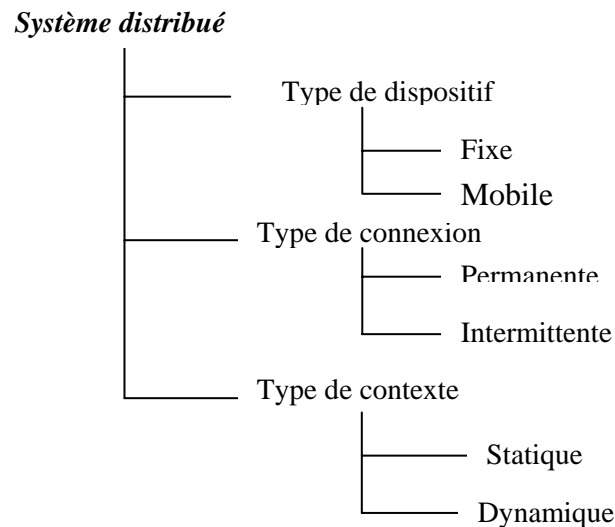 Système distribué
Type de dispositif
Fixe
Mobile
Type de connexion
Permanente
Intermittente
Type de contexte
Statique
Dynamique